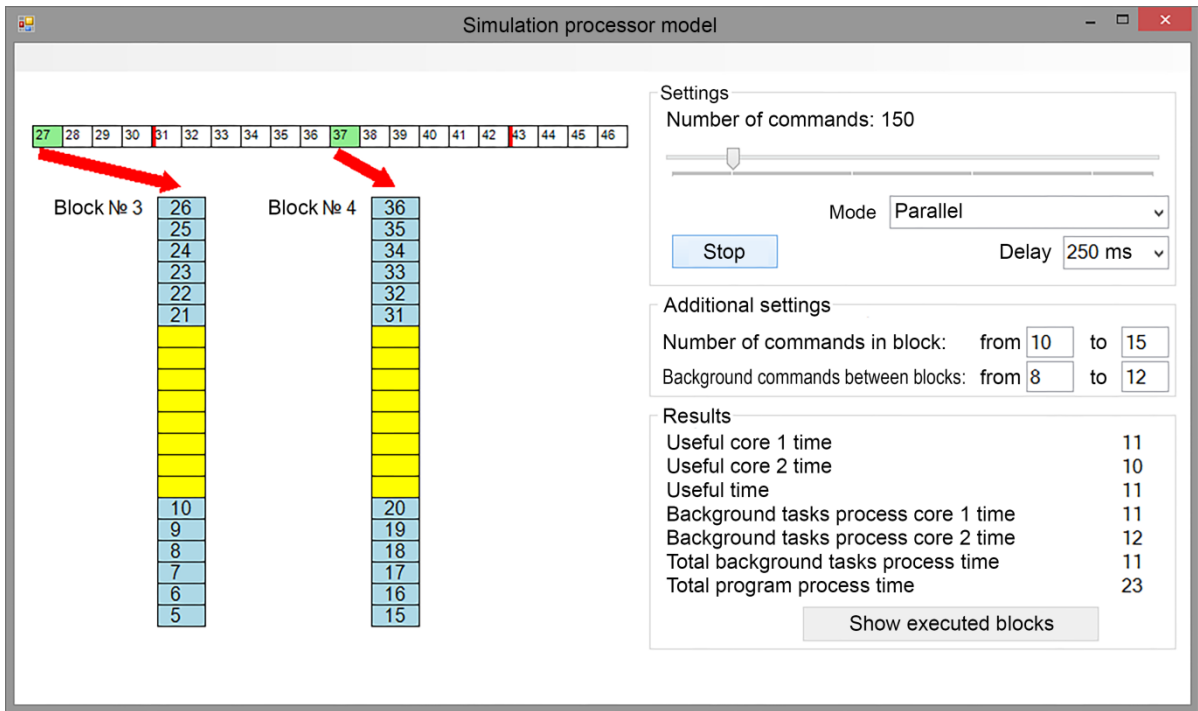 Simulation processor model
27 28 29 30 31 32 33 34 35 36 37 38 39 40 41 42 43 44 45 46
Block № 3
26
25
24
23
22
21
10
9
8
7
6
5
Block № 4
36
35
34
33
32
31
20
19
18
17
16
15
Settings
Number of commands: 150
Mode Parallel
Stop Delay 250 ms
Additional settings
Number of commands in block: from 10 to 15
Background commands between blocks: from 8 to 12
Results
Useful core 1 time 11
Useful core 2 time 10
Useful time 11
Background tasks process core 1 time 11
Background tasks process core 2 time 12
Total background tasks process time 11
Total program process time 23
Show executed blocks